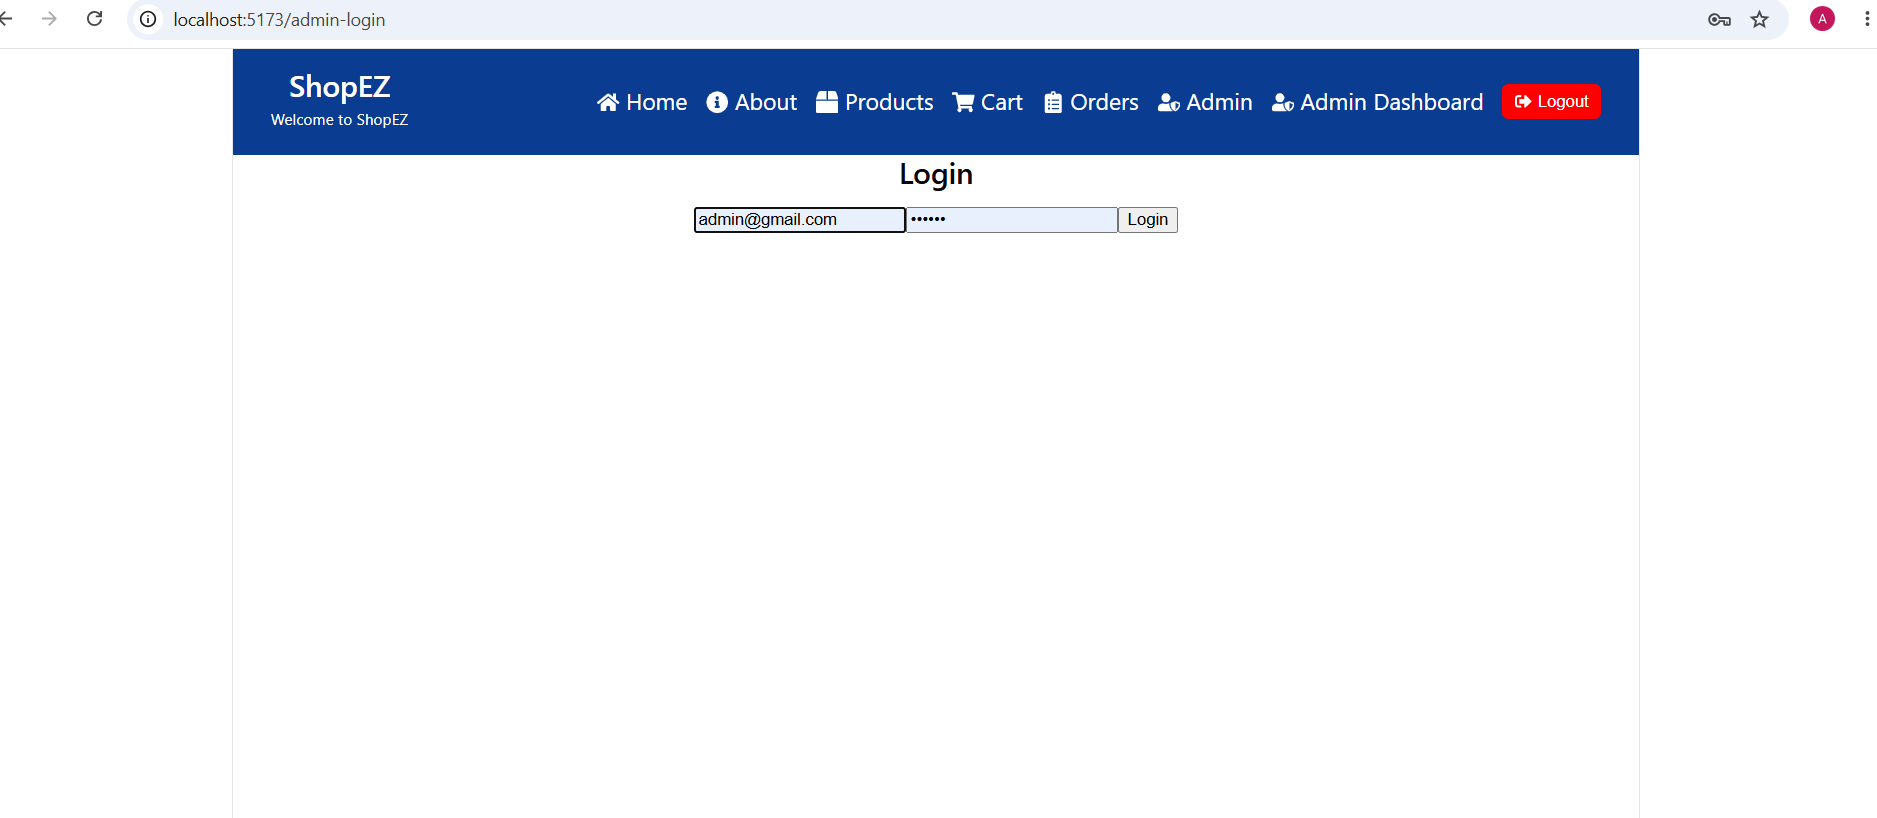 localhost:5173/admin-login
A
ShopEZ
Welcome to ShopEZ
Home About Products Cart Orders Admin Admin Dashboard Logout
Login
admin@gmail.com •••••• Login